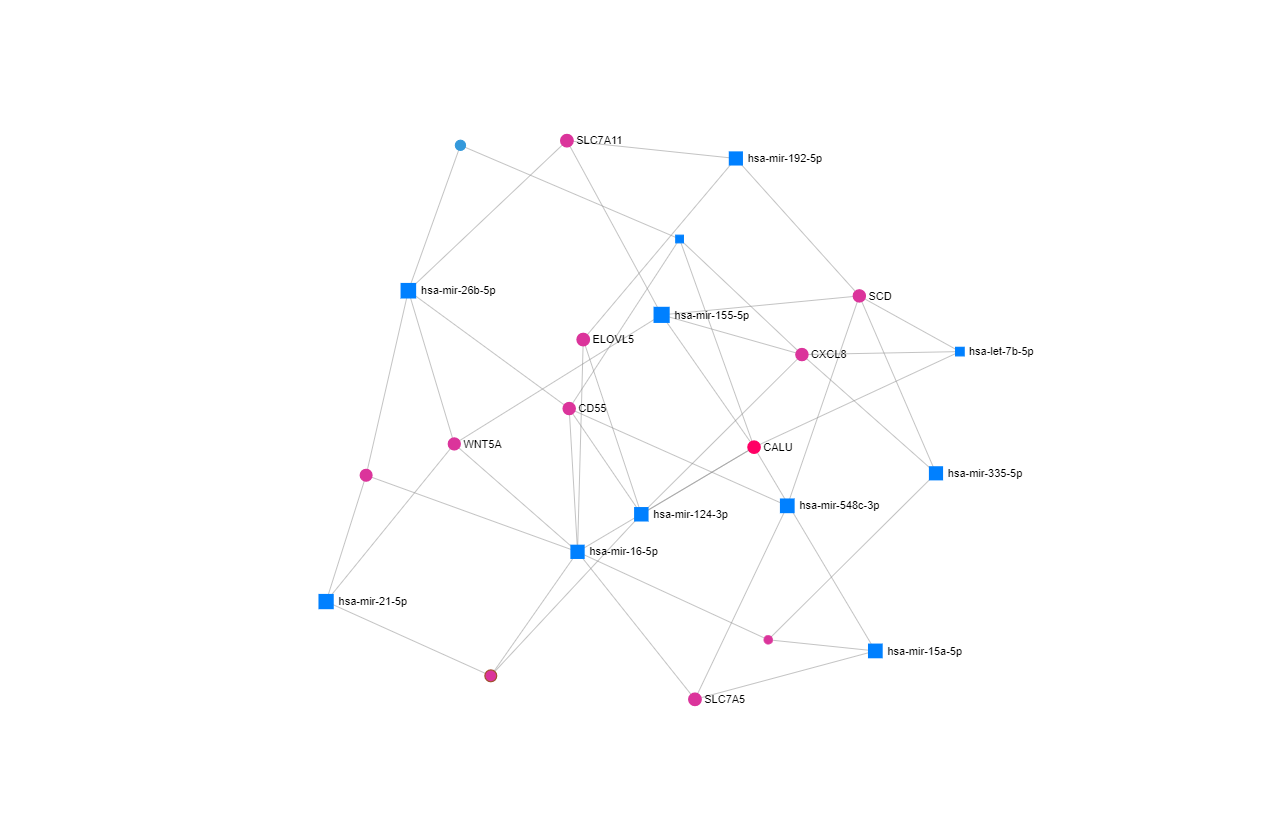 SLC7A11
hsa-mir-192-5p
hsa-mir-26b-5p
SCD
hsa-mir-155-5p
ELOVL5
CXCL8
hsa-let-7b-5p
CD55
WNT5A
CALU
hsa-mir-335-5p
hsa-mir-548c-3p
hsa-mir-124-3p
hsa-mir-16-5p
hsa-mir-21-5p
hsa-mir-15a-5p
SLC7A5